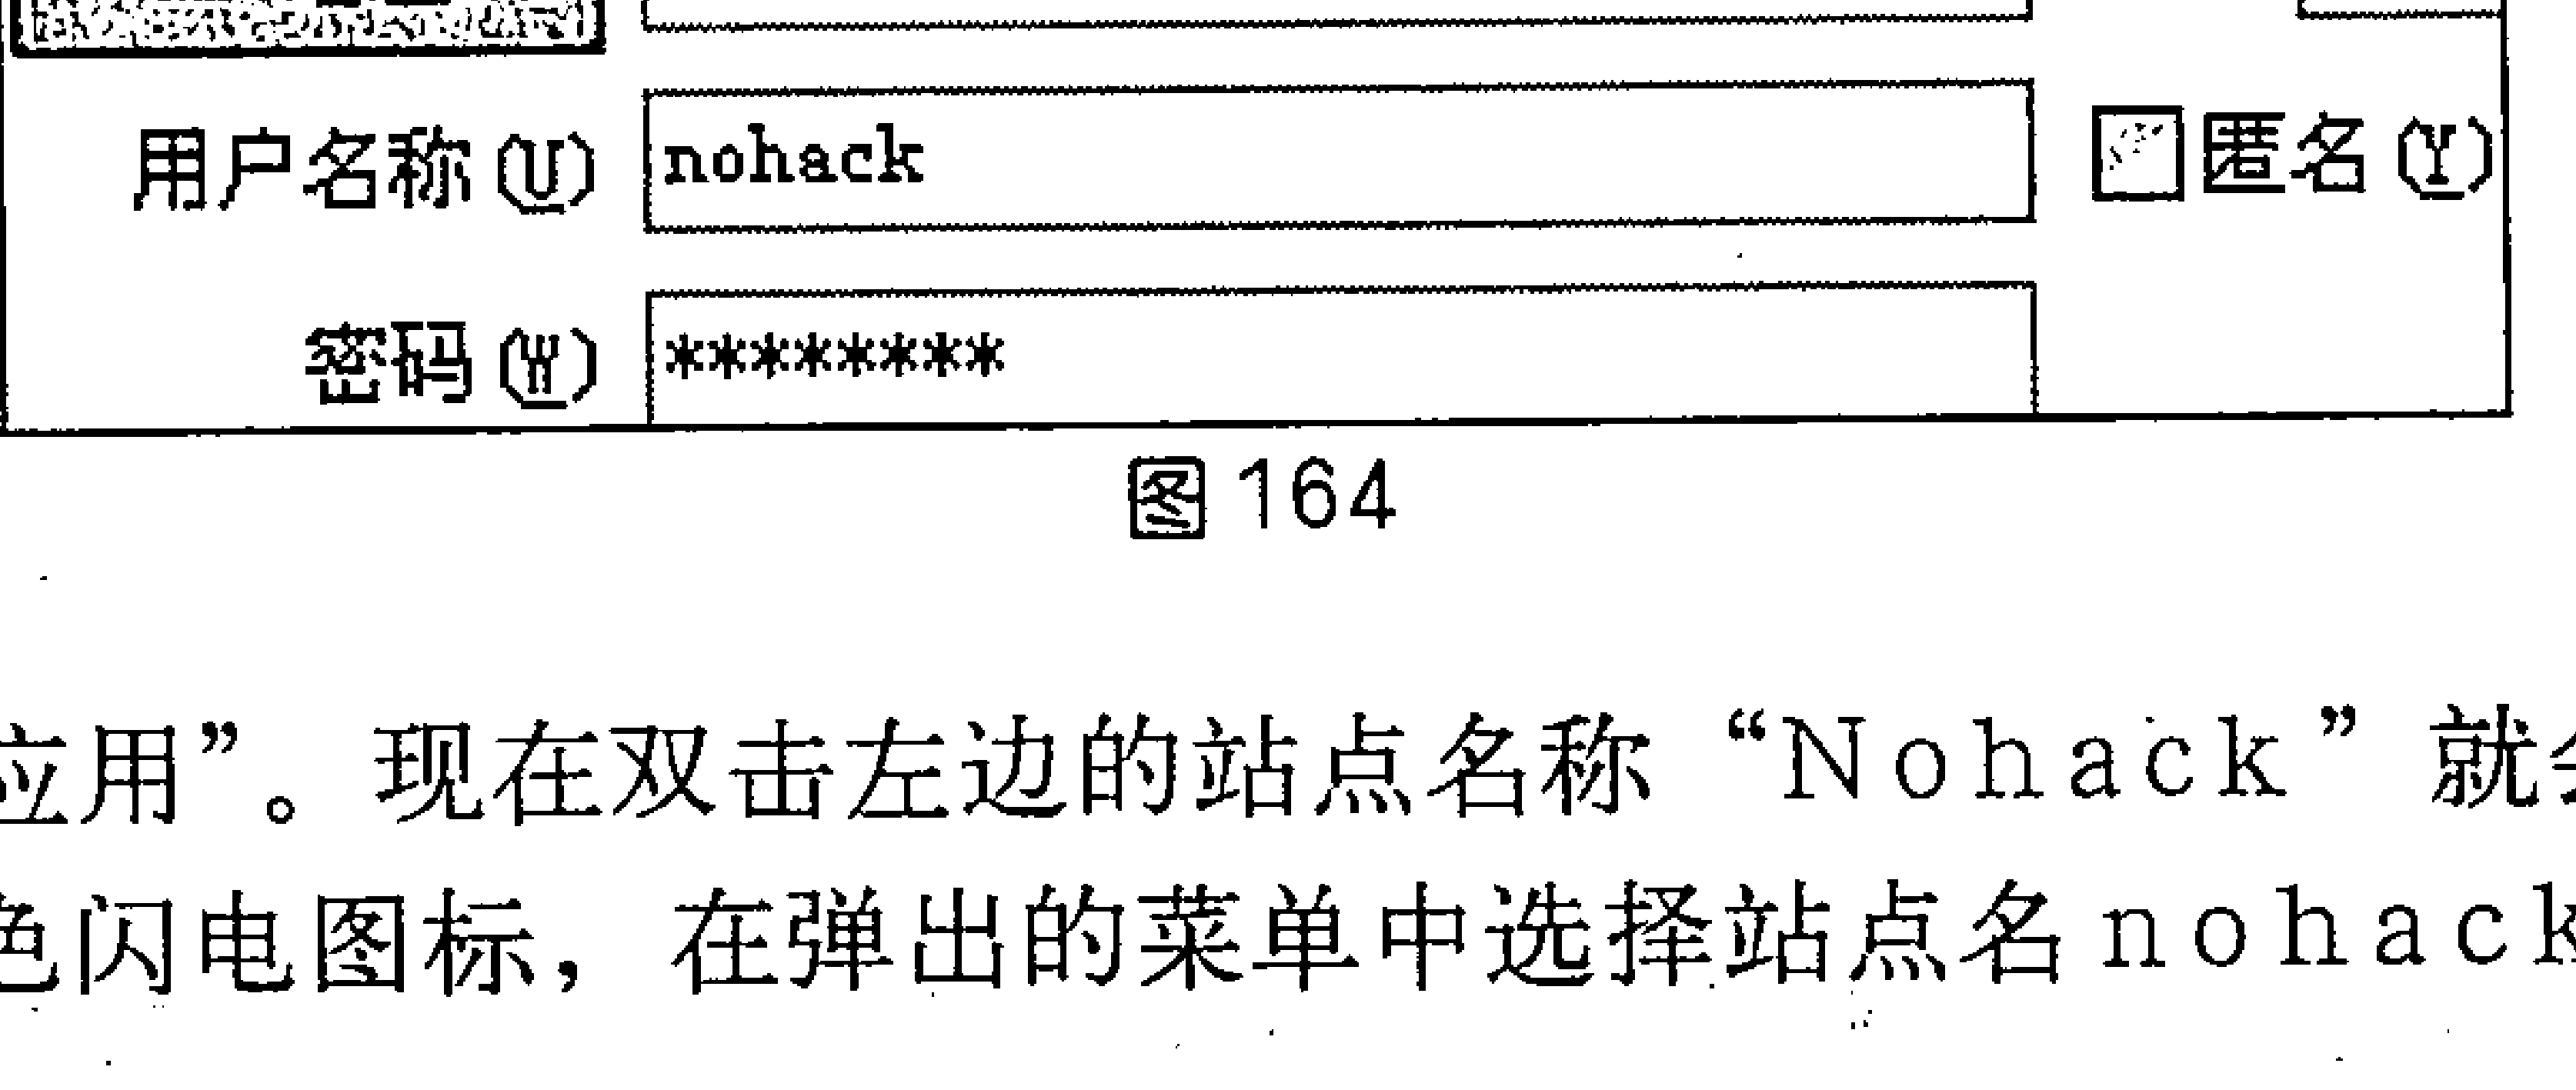 用户名称(U) nohack 匿名(Y)
密码(W) ********
图164
应用”。现在双击左边的站点名称“Nohack”就会
色闪电图标，在弹出的菜单中选择站点名nohack